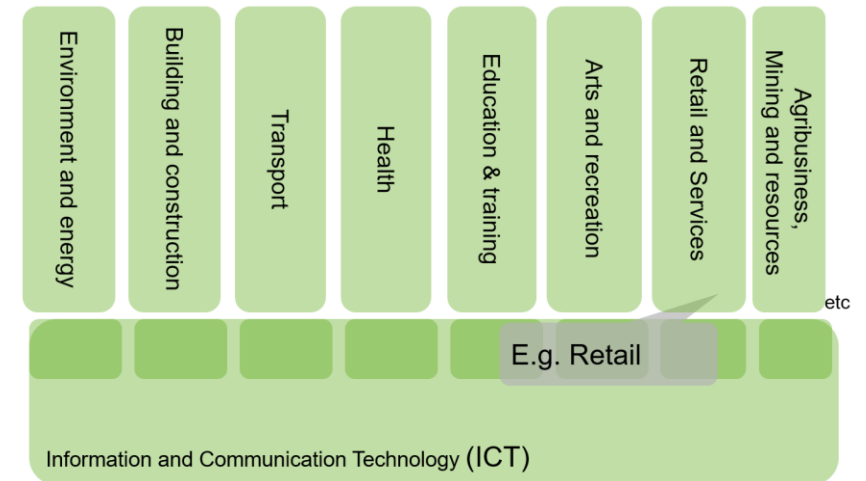 Environment and energy
Building and construction
Transport
Health
Education & training
Arts and recreation
Retail and Services
Agribusiness,
Mining and resources
etc
E.g. Retail
Information and Communication Technology (ICT)